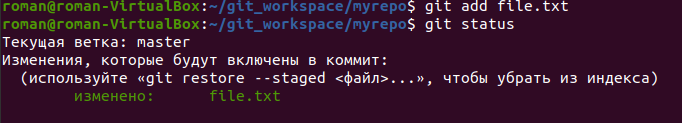 roman@roman-VirtualBox:~/git_workspace/myrepo$ git add file.txt
roman@roman-VirtualBox:~/git_workspace/myrepo$ git status
Текущая ветка: master
Изменения, которые будут включены в коммит:
  (используйте «git restore --staged <файл>...», чтобы убрать из индекса)
        изменено:      file.txt